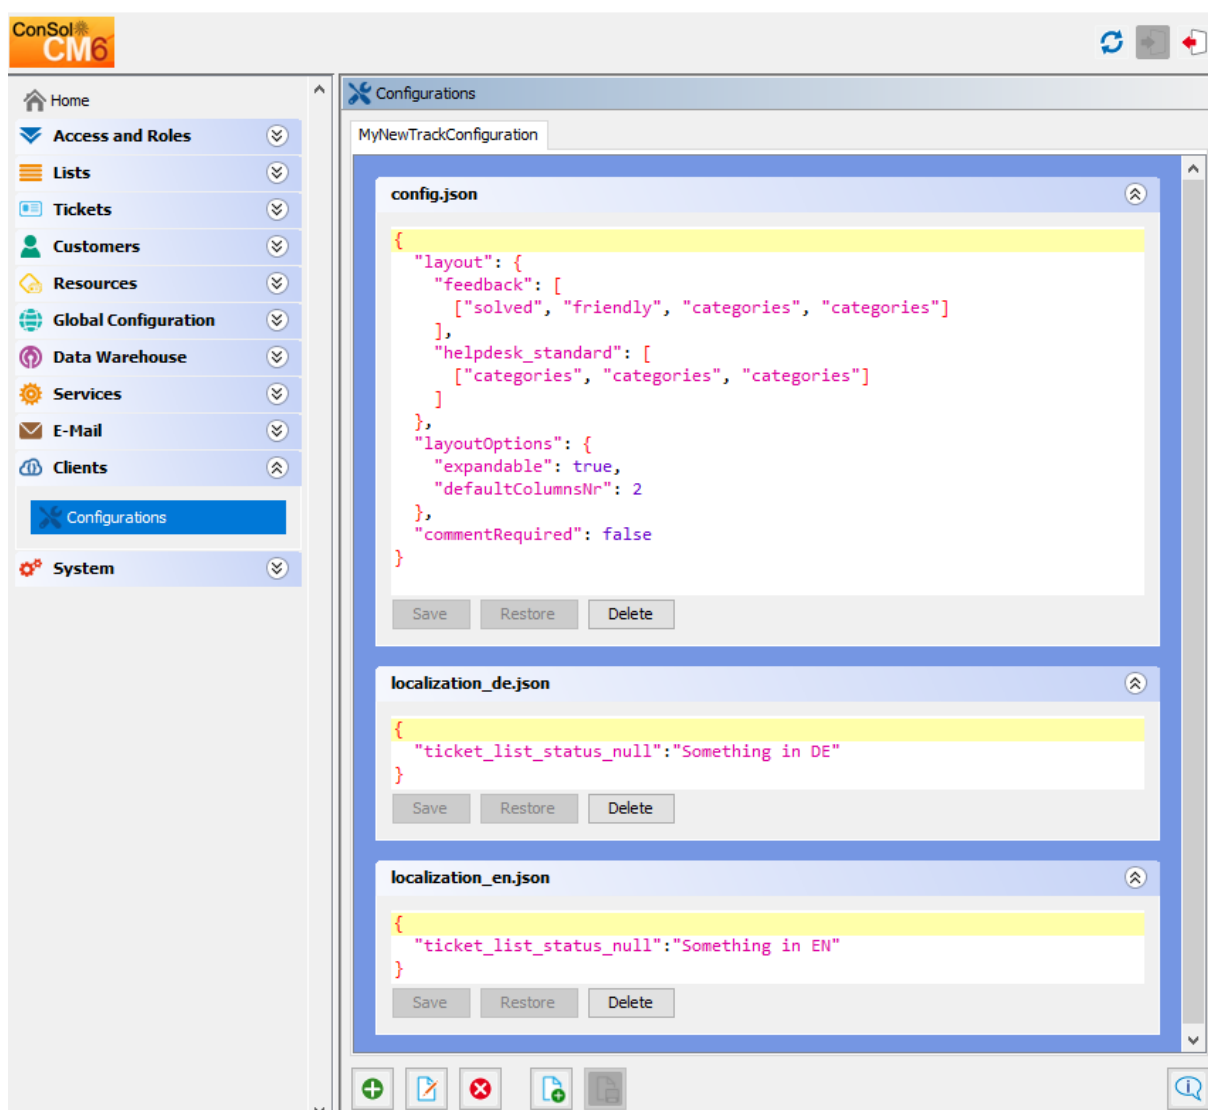 ConSol
CM6
Home
Access and Roles
Lists
Tickets
Customers
Resources
Global Configuration
Data Warehouse
Services
E-Mail
Clients
Configurations
System
Configurations
MyNewTrackConfiguration
config.json
{
  "layout": {
    "feedback": [
      ["solved", "friendly", "categories", "categories"]
    ],
    "helpdesk_standard": [
      ["categories", "categories", "categories"]
    ]
  },
  "layoutOptions": {
    "expandable": true,
    "defaultColumnsNr": 2
  },
  "commentRequired": false
}
Save Restore Delete
localization_de.json
{
  "ticket_list_status_null":"Something in DE"
}
Save Restore Delete
localization_en.json
{
  "ticket_list_status_null":"Something in EN"
}
Save Restore Delete